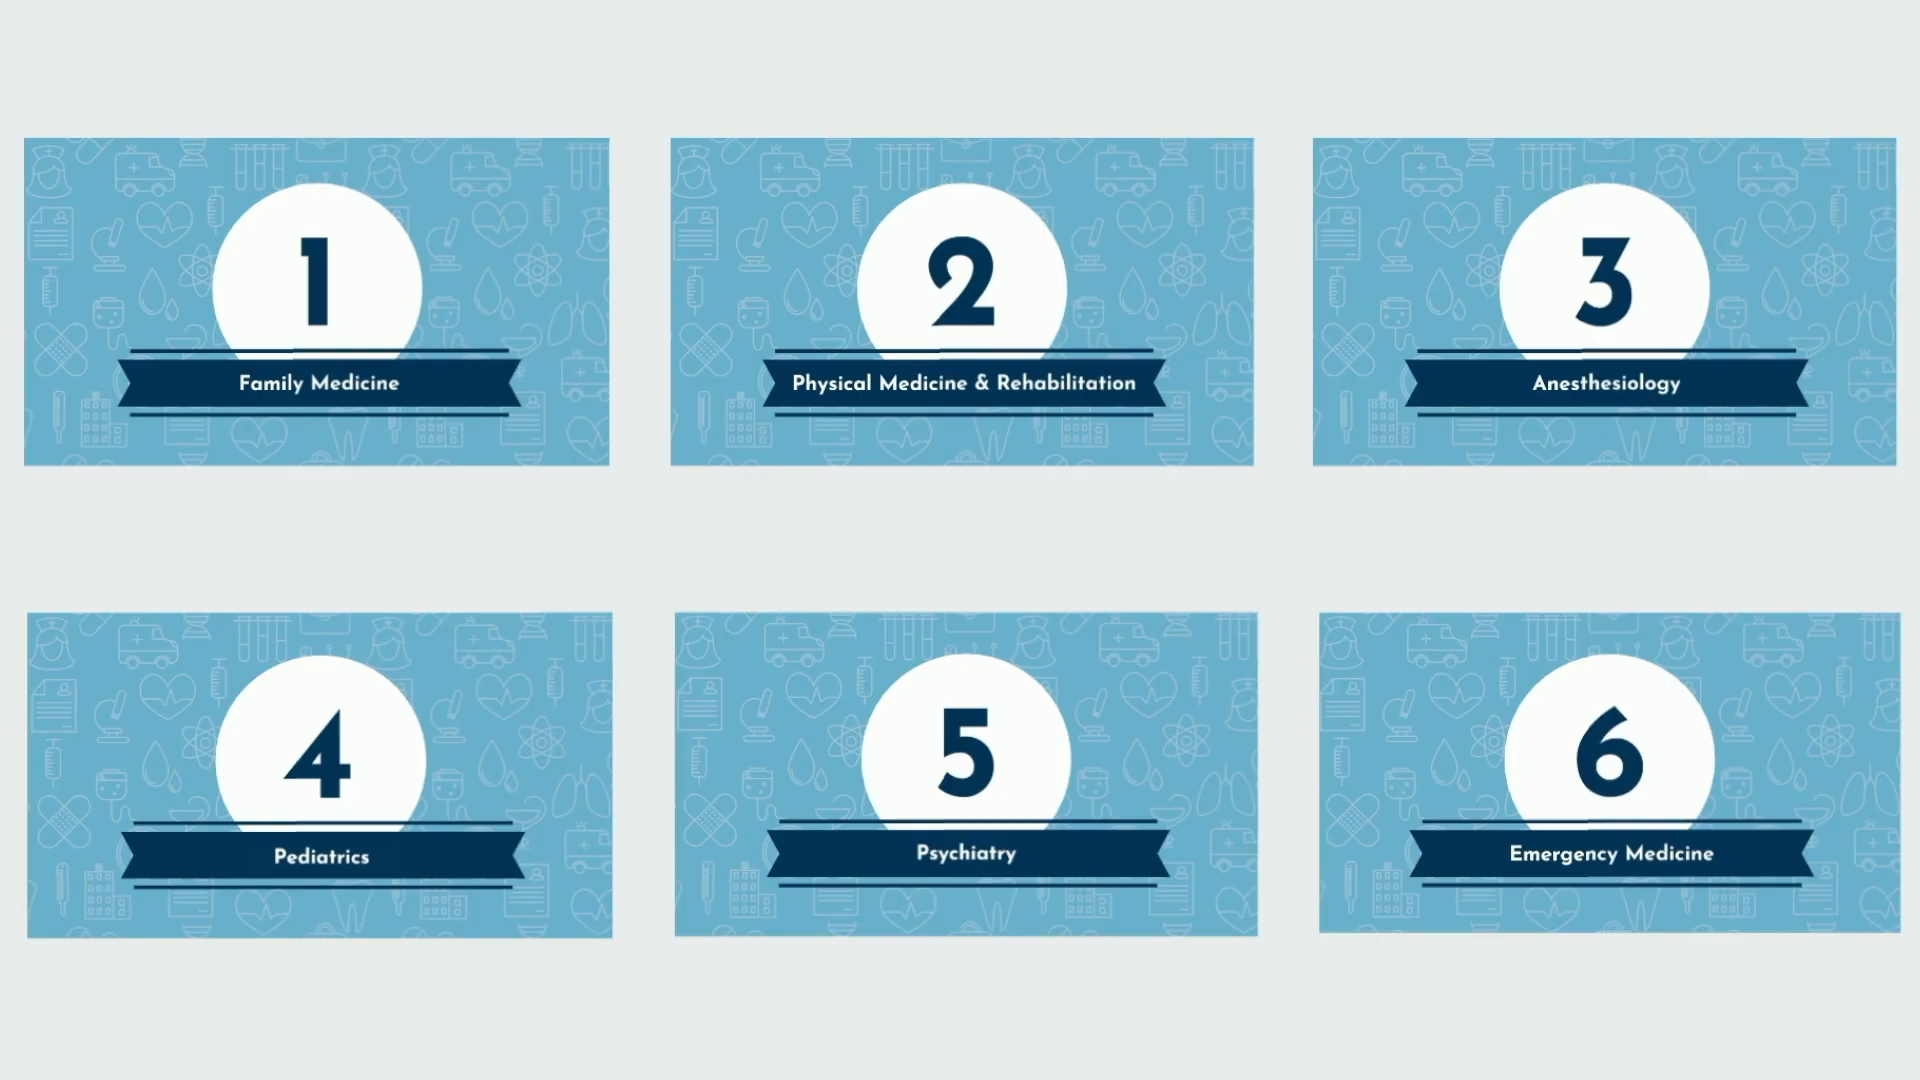 1
Family Medicine
2
Physical Medicine & Rehabilitation
3
Anesthesiology
4
Pediatrics
5
Psychiatry
6
Emergency Medicine